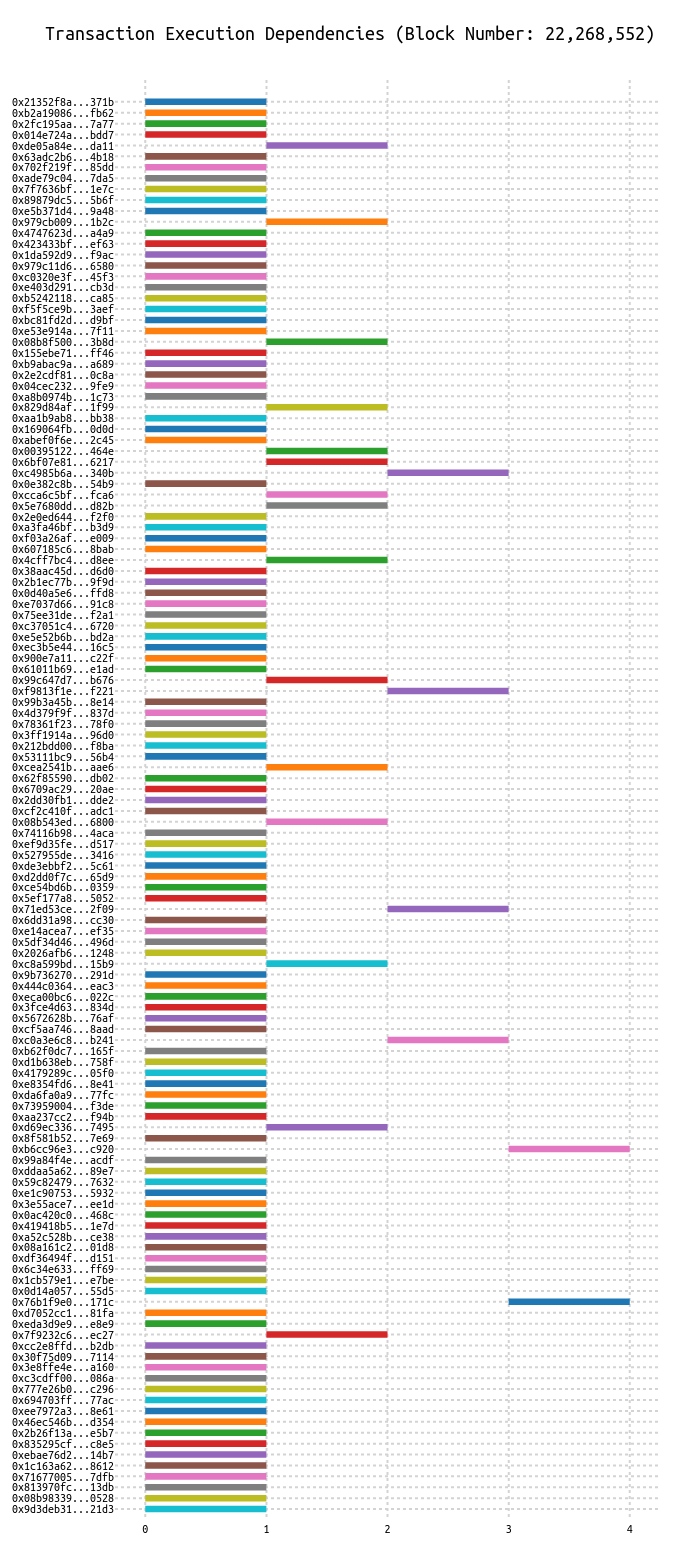 Transaction Execution Dependencies (Block Number: 22,268,552)
0x21352f8a...371b
0xb2a19086...fb62
0x2fc195aa...7a77
0x014e724a...bdd7
0xde05a84e...da11
0x63adc2b6...4b18
0x702f219f...85dd
0xade79c04...7da5
0x7f7636bf...1e7c
0x89879dc5...5b6f
0xe5b371d4...9a48
0x979cb009...1b2c
0x4747623d...a4a9
0x423433bf...ef63
0x1da592d9...f9ac
0x979c11d6...6580
0xc0320e3f...45f3
0xe403d291...cb3d
0xb5242118...ca85
0xf5f5ce9b...3aef
0xbc81fd2d...d9bf
0xe53e914a...7f11
0x08b8f500...3b8d
0x155ebe71...ff46
0xb9abac9a...a689
0x2e2cdf81...0c8a
0x04cec232...9fe9
0xa8b0974b...1c73
0x829d84af...1f99
0xaa1b9ab8...bb38
0x169064fb...0d0d
0xabef0f6e...2c45
0x00395122...464e
0x6bf07e81...6217
0xc4985b6a...340b
0x0e382c8b...54b9
0xcca6c5bf...fca6
0x5e7680dd...d82b
0x2e0ed644...f2f0
0xa3fa46bf...b3d9
0xf03a26af...e009
0x607185c6...8bab
0x4cff7bc4...d8ee
0x38aac45d...d6d0
0x2b1ec77b...9f9d
0x0d40a5e6...ffd8
0xe7037d66...91c8
0x75ee31de...f2a1
0xc37051c4...6720
0xe5e52b6b...bd2a
0xec3b5e44...16c5
0x900e7a11...c22f
0x61011b69...e1ad
0x99c647d7...b676
0xf9813f1e...f221
0x99b3a45b...8e14
0x4d379f9f...837d
0x78361f23...78f0
0x3ff1914a...96d0
0x212bdd00...f8ba
0x53111bc9...56b4
0xcea2541b...aae6
0x62f85590...db02
0x6709ac29...20ae
0x2dd30fb1...dde2
0xcf2c410f...adc1
0x08b543ed...6800
0x74116b98...4aca
0xef9d35fe...d517
0x527955de...3416
0xde3ebbf2...5c61
0xd2dd0f7c...65d9
0xce54bd6b...0359
0x5ef177a8...5052
0x71ed53ce...2f09
0x6dd31a98...cc30
0xe14acea7...ef35
0x5df34d46...496d
0x2026afb6...1248
0xc8a599bd...15b9
0x9b736270...291d
0x444c0364...eac3
0xeca00bc6...022c
0x3fce4d63...834d
0x5672628b...76af
0xcf5aa746...8aad
0xc0a3e6c8...b241
0xb62f0dc7...165f
0xd1b638eb...758f
0x4179289c...05f0
0xe8354fd6...8e41
0xda6fa0a9...77fc
0x73959004...f3de
0xaa237cc2...f94b
0xd69ec336...7495
0x8f581b52...7e69
0xb6cc96e3...c920
0x99a84f4e...acdf
0xddaa5a62...89e7
0x59c82479...7632
0xe1c90753...5932
0x3e55ace7...ee1d
0x0ac420c0...468c
0x419418b5...1e7d
0xa52c528b...ce38
0x08a161c2...01d8
0xdf36494f...d151
0x6c34e633...ff69
0x1cb579e1...e7be
0x0d14a057...55d5
0x76b1f9e0...171c
0xd7052cc1...81fa
0xeda3d9e9...e8e9
0x7f9232c6...ec27
0xcc2e8ffd...b2db
0x30f75d09...7114
0x3e8ffe4e...a160
0xc3cdff00...086a
0x777e26b0...c296
0x694703ff...77ac
0xee7972a3...8e61
0x46ec546b...d354
0x2b26f13a...e5b7
0x835295cf...c8e5
0xebae76d2...14b7
0x1c163a62...8612
0x71677005...7dfb
0x813970fc...13db
0x08b98339...0528
0x9d3deb31...21d3
0 1 2 3 4